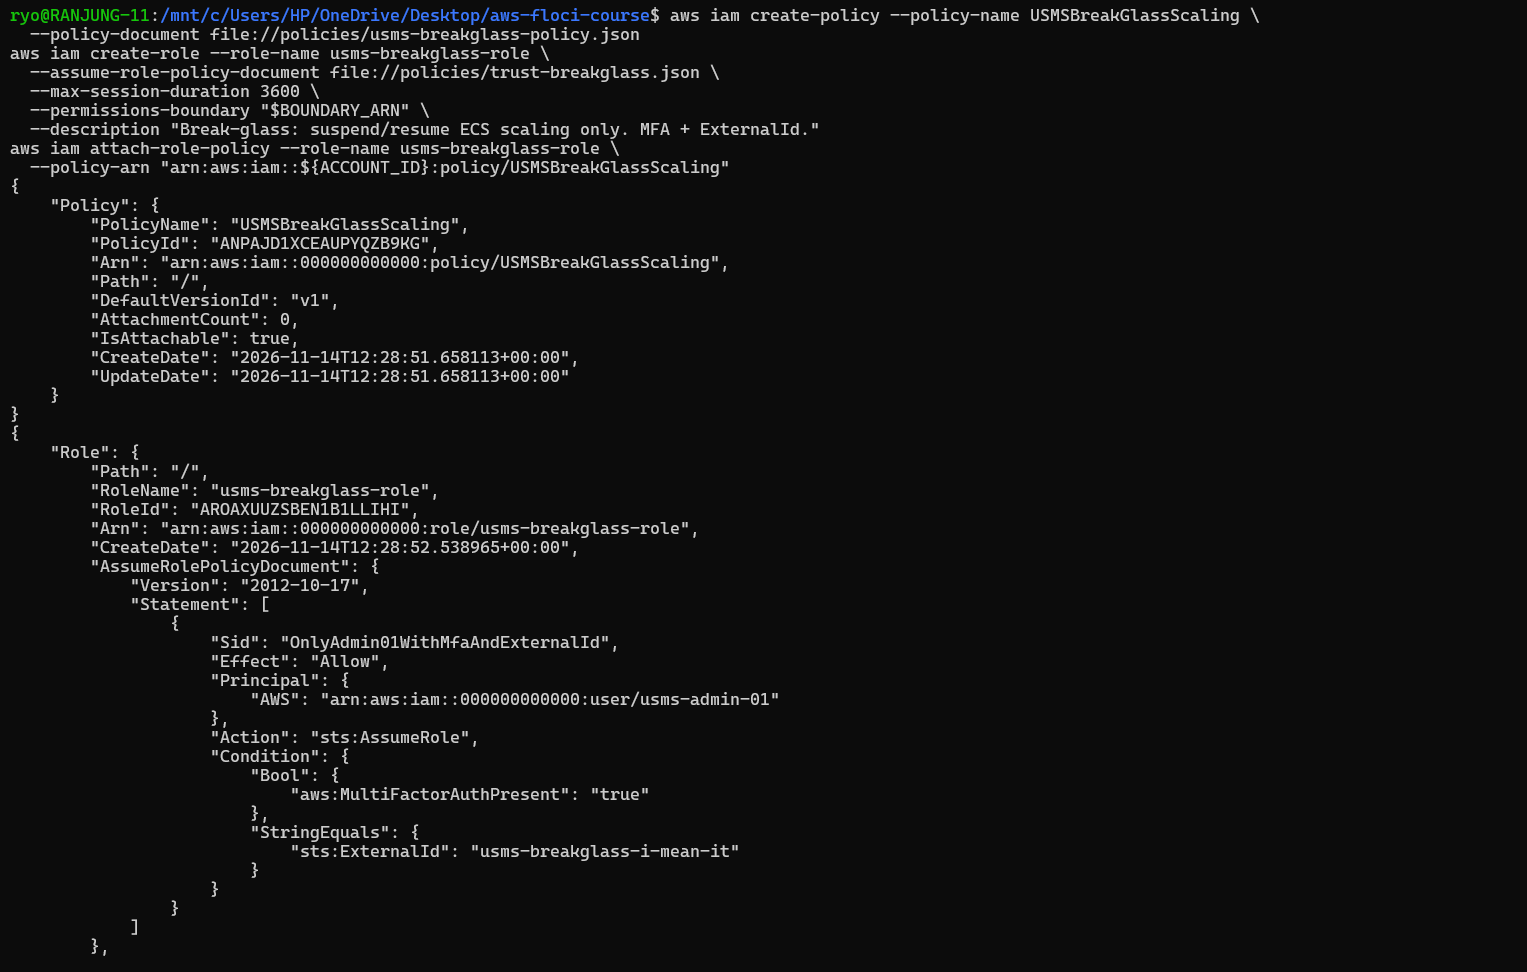 ryo@RANJUNG-11:/mnt/c/Users/HP/OneDrive/Desktop/aws-floci-course$ aws iam create-policy --policy-name USMSBreakGlassScaling \
  --policy-document file://policies/usms-breakglass-policy.json
aws iam create-role --role-name usms-breakglass-role \
  --assume-role-policy-document file://policies/trust-breakglass.json \
  --max-session-duration 3600 \
  --permissions-boundary "$BOUNDARY_ARN" \
  --description "Break-glass: suspend/resume ECS scaling only. MFA + ExternalId."
aws iam attach-role-policy --role-name usms-breakglass-role \
  --policy-arn "arn:aws:iam::${ACCOUNT_ID}:policy/USMSBreakGlassScaling"
{
    "Policy": {
        "PolicyName": "USMSBreakGlassScaling",
        "PolicyId": "ANPAJD1XCEAUPYQZB9KG",
        "Arn": "arn:aws:iam::000000000000:policy/USMSBreakGlassScaling",
        "Path": "/",
        "DefaultVersionId": "v1",
        "AttachmentCount": 0,
        "IsAttachable": true,
        "CreateDate": "2026-11-14T12:28:51.658113+00:00",
        "UpdateDate": "2026-11-14T12:28:51.658113+00:00"
    }
}
{
    "Role": {
        "Path": "/",
        "RoleName": "usms-breakglass-role",
        "RoleId": "AROAXUUZSBEN1B1LLIHI",
        "Arn": "arn:aws:iam::000000000000:role/usms-breakglass-role",
        "CreateDate": "2026-11-14T12:28:52.538965+00:00",
        "AssumeRolePolicyDocument": {
            "Version": "2012-10-17",
            "Statement": [
                {
                    "Sid": "OnlyAdmin01WithMfaAndExternalId",
                    "Effect": "Allow",
                    "Principal": {
                        "AWS": "arn:aws:iam::000000000000:user/usms-admin-01"
                    },
                    "Action": "sts:AssumeRole",
                    "Condition": {
                        "Bool": {
                            "aws:MultiFactorAuthPresent": "true"
                        },
                        "StringEquals": {
                            "sts:ExternalId": "usms-breakglass-i-mean-it"
                        }
                    }
                }
            ]
        },